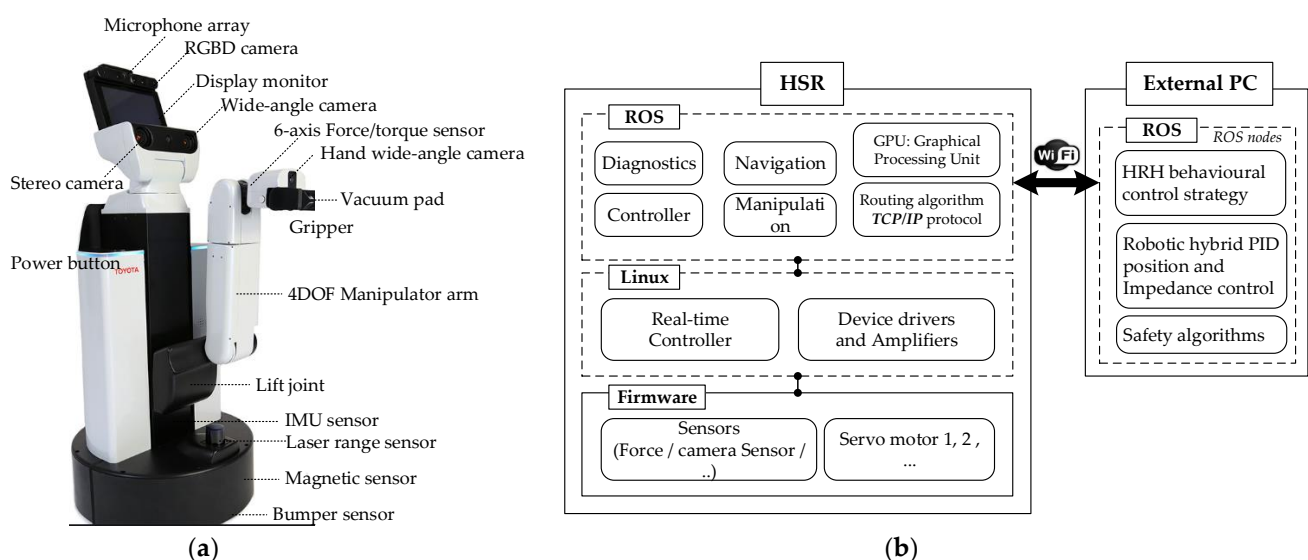 Microphone array
RGBD camera
Display monitor
Wide-angle camera
6-axis Force/torque sensor
Hand wide-angle camera
Stereo camera
Vacuum pad
Gripper
Power button
TOYOTA
4DOF Manipulator arm
Lift joint
IMU sensor
Laser range sensor
Magnetic sensor
Bumper sensor
(a)
HSR
ROS
Diagnostics
Navigation
GPU: Graphical
Processing Unit
Controller
Manipulati
on
Routing algorithm
TCP/IP protocol
Linux
Real-time
Controller
Device drivers
and Amplifiers
Firmware
Sensors
(Force / camera Sensor /
..)
Servo motor 1, 2 ,
...
Wi Fi
External PC
ROS
ROS nodes
HRH behavioural
control strategy
Robotic hybrid PID
position and
Impedance control
Safety algorithms
(b)